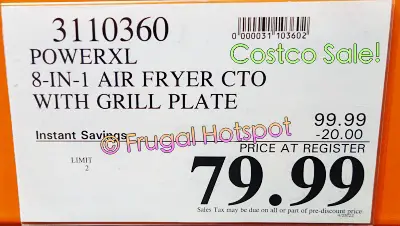 3110360
0000031103602
POWERXL
Costco Sale!
8-IN-1 AIR FRYER CTO
WITH GRILL PLATE
99.99
Instant Savings -20.00
© Frugal Hotspot
PRICE AT REGISTER
LIMIT
2
79.99
Sales Tax may be due on all or part of pre-discount price